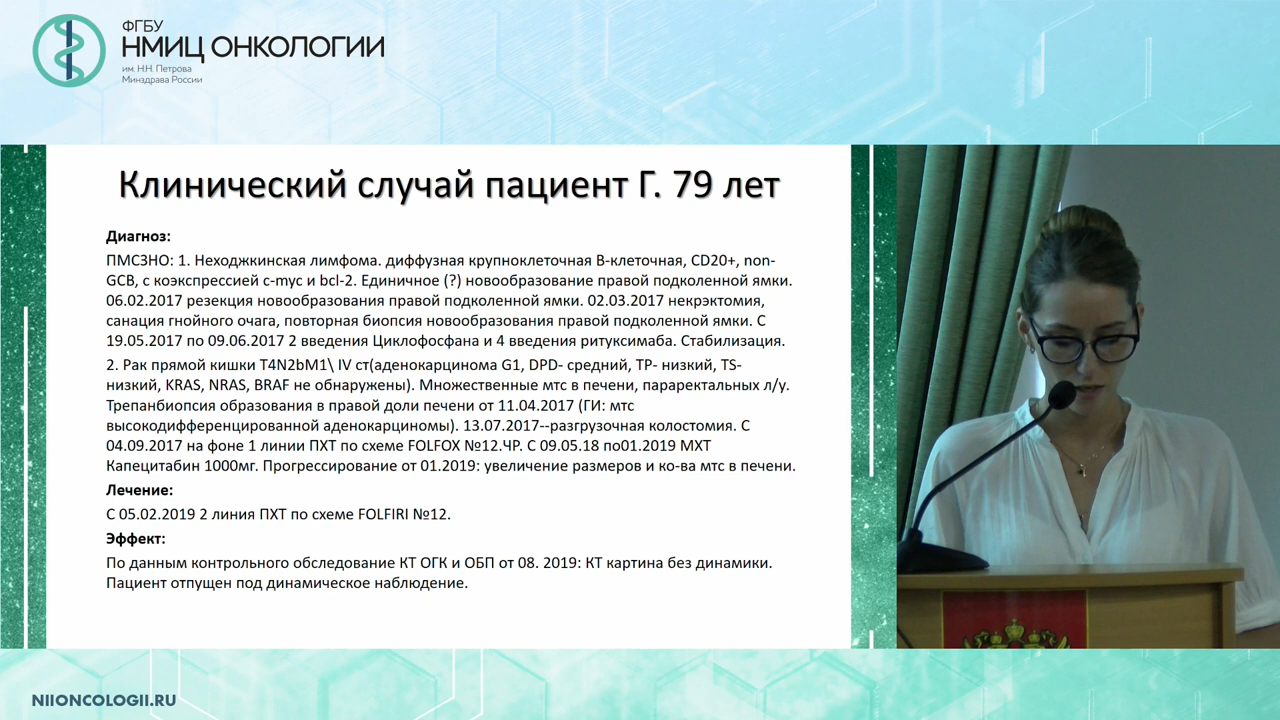 ФГБУ
НМИЦ ОНКОЛОГИИ
им. Н.Н. Петрова
Минздрава России
Клинический случай пациент Г. 79 лет
Диагноз:
ПМСЗНО: 1. Неходжкинская лимфома. диффузная крупноклеточная В-клеточная, CD20+, non-
GCB, с коэкспрессией c-myc и bcl-2. Единичное (?) новообразование правой подколенной ямки.
06.02.2017 резекция новообразования правой подколенной ямки. 02.03.2017 некрэктомия,
санация гнойного очага, повторная биопсия новообразования правой подколенной ямки. С
19.05.2017 по 09.06.2017 2 введения Циклофосфана и 4 введения ритуксимаба. Стабилизация.
2. Рак прямой кишки T4N2bM1\ IV ст(аденокарцинома G1, DPD- средний, TP- низкий, TS-
низкий, KRAS, NRAS, BRAF не обнаружены). Множественные мтс в печени, параректальных л/у.
Трепанбиопсия образования в правой доли печени от 11.04.2017 (ГИ: мтс
высокодифференцированной аденокарциномы). 13.07.2017--разгрузочная колостомия. С
04.09.2017 на фоне 1 линии ПХТ по схеме FOLFOX №12.ЧР. С 09.05.18 по01.2019 МХТ
Капецитабин 1000мг. Прогрессирование от 01.2019: увеличение размеров и ко-ва мтс в печени.
Лечение:
С 05.02.2019 2 линия ПХТ по схеме FOLFIRI №12.
Эффект:
По данным контрольного обследование КТ ОГК и ОБП от 08. 2019: КТ картина без динамики.
Пациент отпущен под динамическое наблюдение.
NIIONCOLOGII.RU